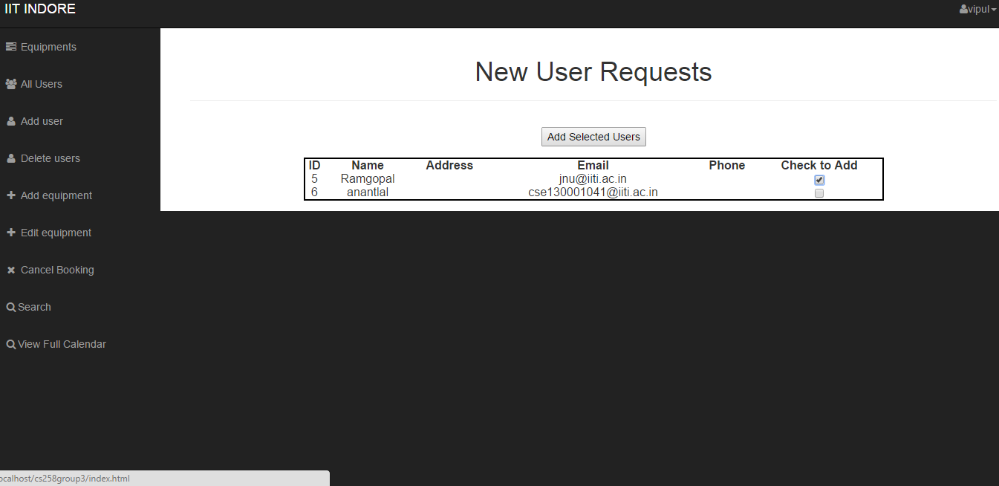 IIT INDORE
vipul
Equipments
All Users
Add user
Delete users
Add equipment
Edit equipment
Cancel Booking
Search
View Full Calendar
New User Requests
Add Selected Users
ID Name Address Email Phone Check to Add
5 Ramgopal jnu@iiti.ac.in
6 anantlal cse130001041@iiti.ac.in
ocalhost/cs258group3/index.html